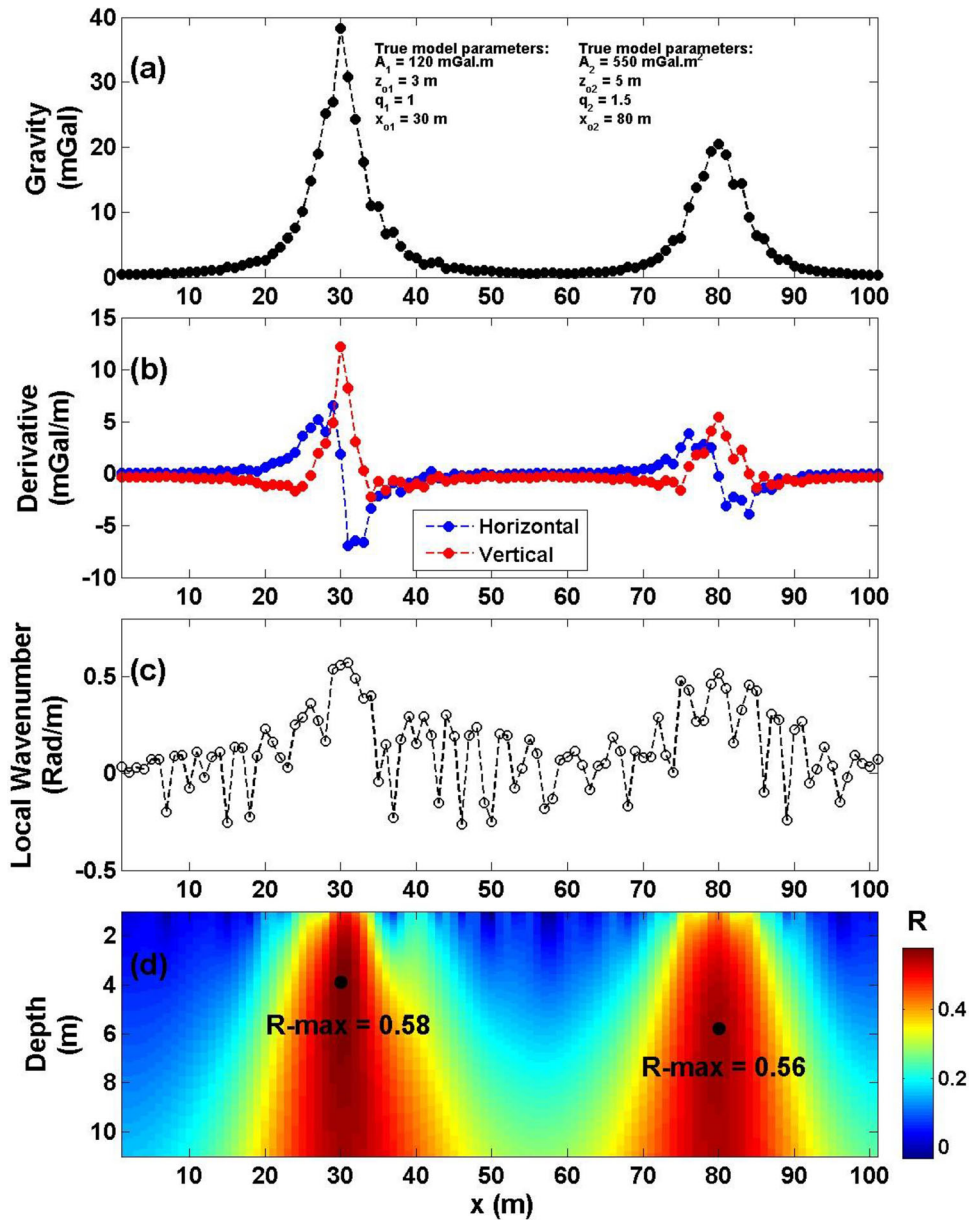 40
30
20
10
0
Gravity
(mGal)
(a)
True model parameters:
A1 = 120 mGal.m
zo1 = 3 m
q1 = 1
xo1 = 30 m
True model parameters:
A2 = 550 mGal.m²
zo2 = 5 m
q2 = 1.5
xo2 = 80 m
10 20 30 40 50 60 70 80 90 100
15
10
5
0
-5
-10
Derivative
(mGal/m)
(b)
Horizontal
Vertical
10 20 30 40 50 60 70 80 90 100
0.5
0
-0.5
Local Wavenumber
(Rad/m)
(c)
10 20 30 40 50 60 70 80 90 100
2
4
6
8
10
Depth
(m)
(d)
R-max = 0.58
R-max = 0.56
R
0.4
0.2
0
10 20 30 40 50 60 70 80 90 100
x (m)